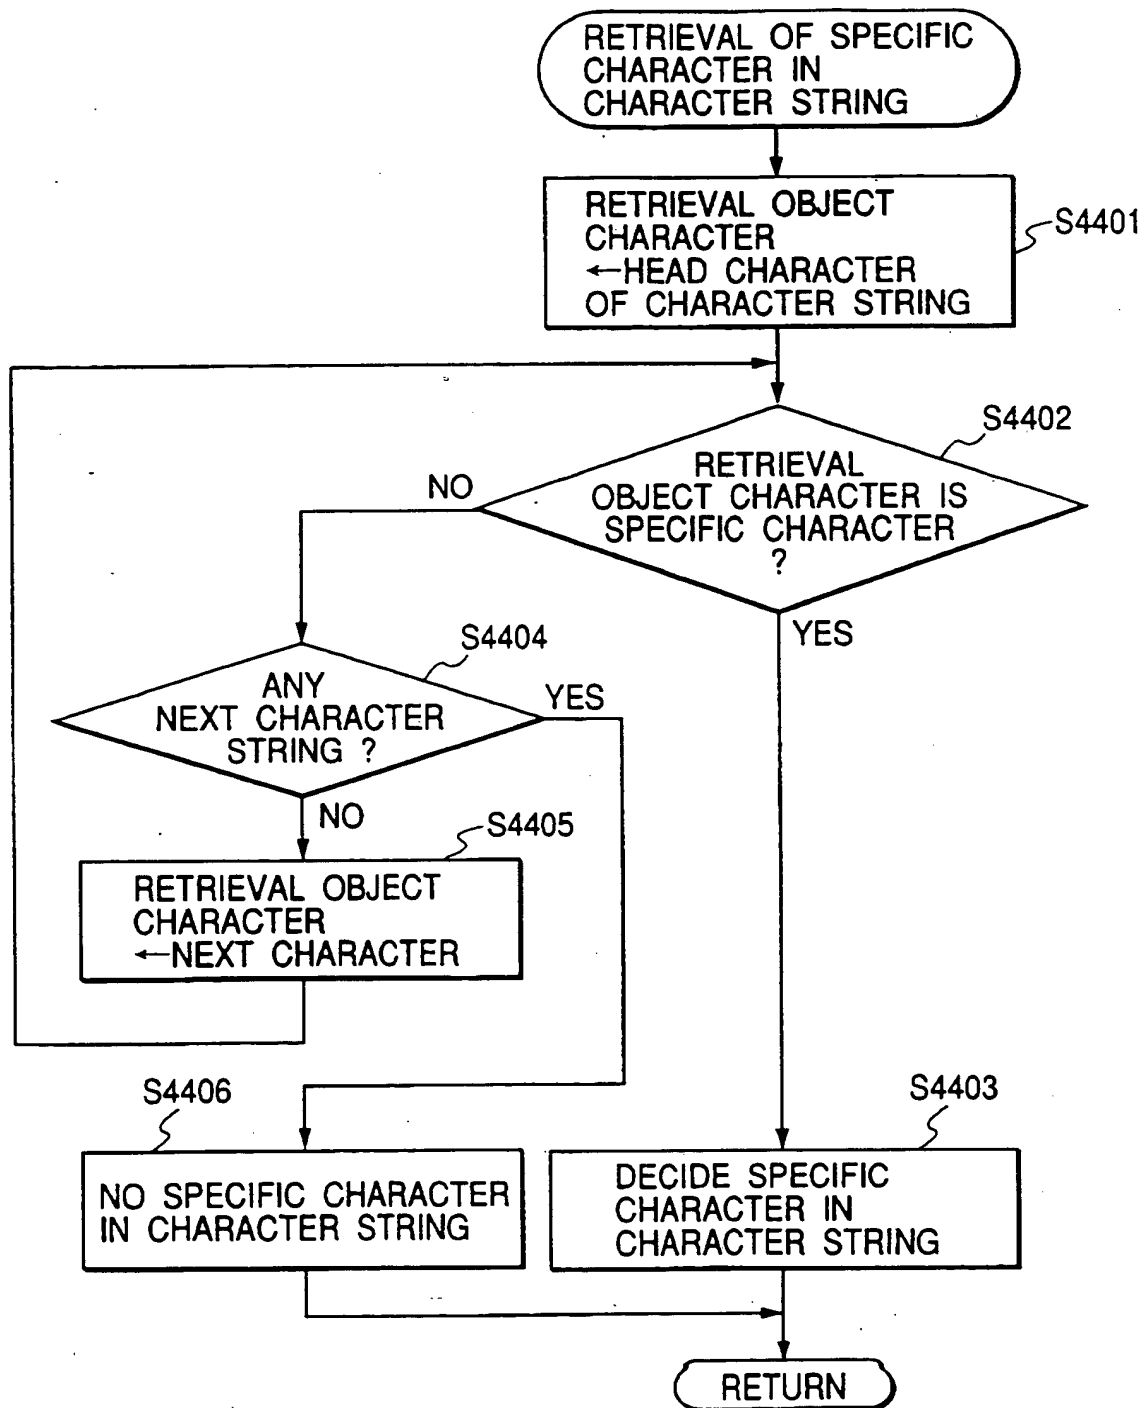 RETRIEVAL OF SPECIFIC
CHARACTER IN
CHARACTER STRING
RETRIEVAL OBJECT
CHARACTER
←HEAD CHARACTER
OF CHARACTER STRING
S4401
S4402
RETRIEVAL
OBJECT CHARACTER IS
SPECIFIC CHARACTER
?
NO
YES
S4404
ANY
NEXT CHARACTER
STRING ?
YES
NO
S4405
RETRIEVAL OBJECT
CHARACTER
←NEXT CHARACTER
S4406
NO SPECIFIC CHARACTER
IN CHARACTER STRING
S4403
DECIDE SPECIFIC
CHARACTER IN
CHARACTER STRING
RETURN